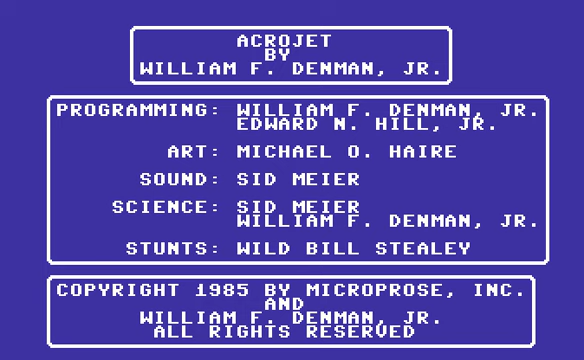 ACROJET
BY
WILLIAM F. DENMAN, JR.
PROGRAMMING: WILLIAM F. DENMAN, JR.
EDWARD N. HILL, JR.
ART: MICHAEL O. HAIRE
SOUND: SID MEIER
SCIENCE: SID MEIER
WILLIAM F. DENMAN, JR.
STUNTS: WILD BILL STEALEY
COPYRIGHT 1985 BY MICROPROSE, INC.
AND
WILLIAM F. DENMAN, JR.
ALL RIGHTS RESERVED